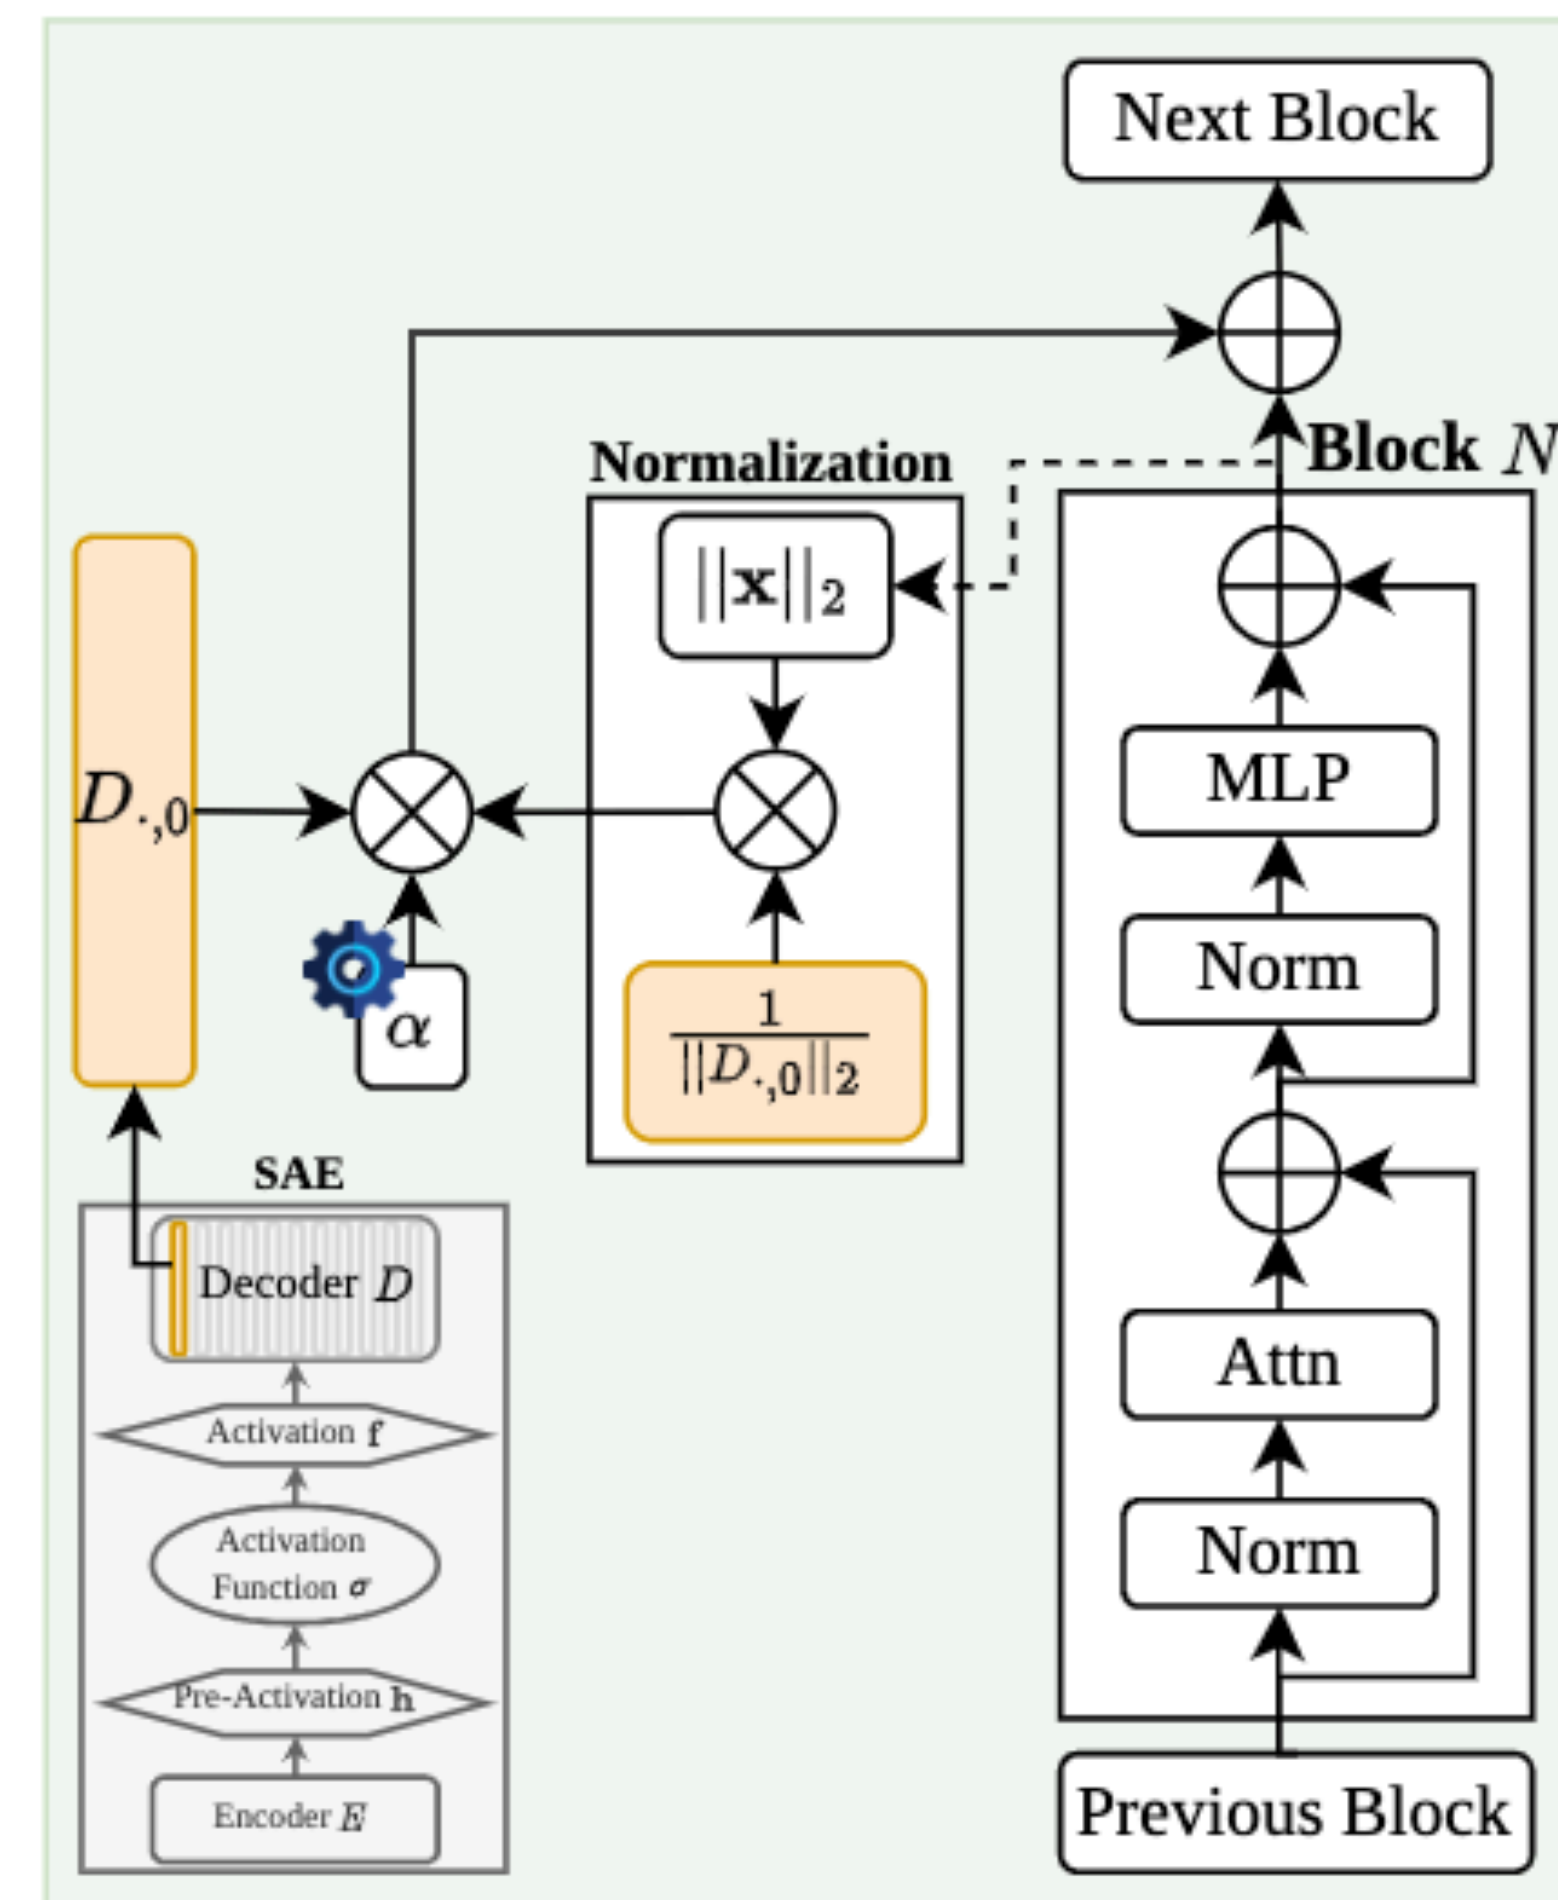 Next Block
Block N
Normalization
||x||₂
D.,₀
α
1
||D.,₀||₂
MLP
Norm
Attn
Norm
Previous Block
SAE
Decoder D
Activation f
Activation
Function σ
Pre-Activation h
Encoder E